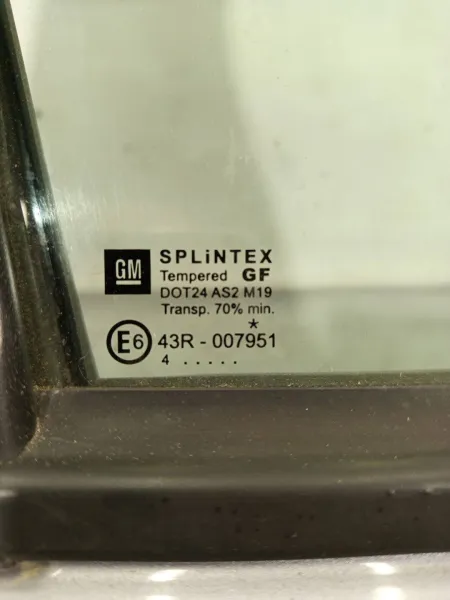 GM
SPLiNTEX
Tempered GF
DOT24 AS2 M19
Transp. 70% min.
*
E6 43R - 007951
4 . . . . .